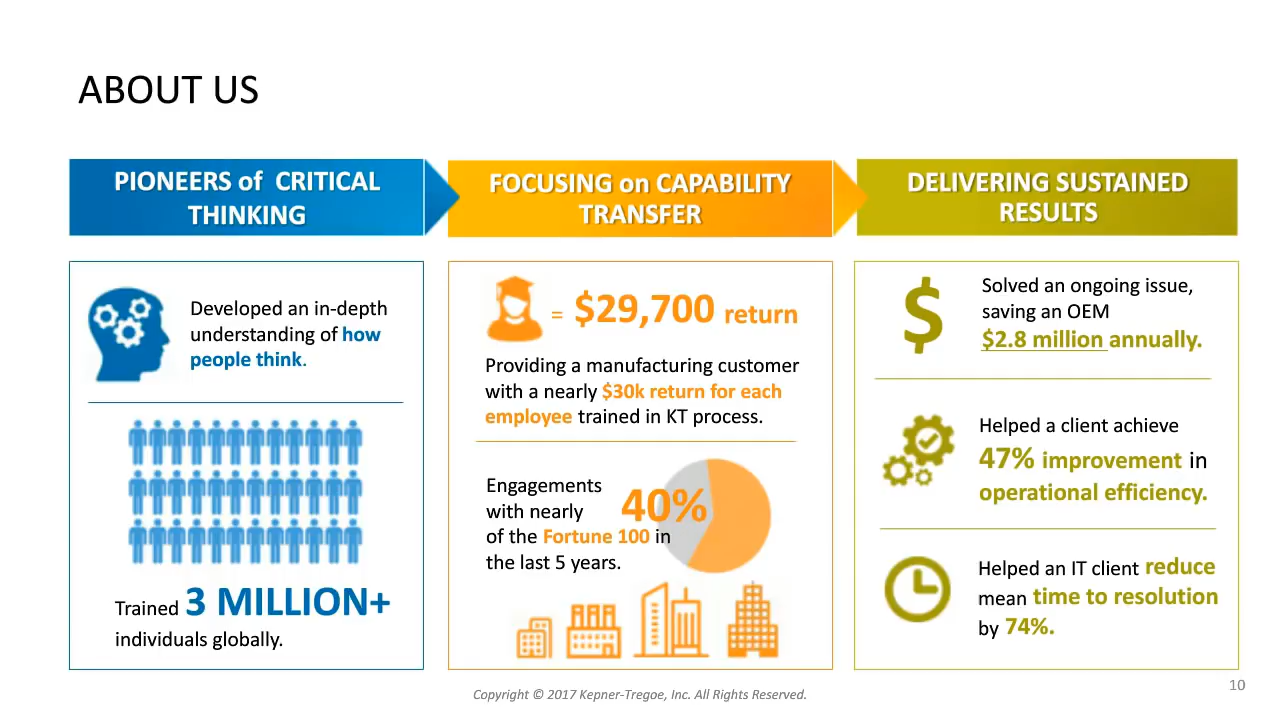 ABOUT US
PIONEERS of CRITICAL
THINKING
Developed an in-depth
understanding of how
people think.
Trained 3 MILLION+
individuals globally.
FOCUSING on CAPABILITY
TRANSFER
= $29,700 return
Providing a manufacturing customer
with a nearly $30k return for each
employee trained in KT process.
Engagements
with nearly 40%
of the Fortune 100 in
the last 5 years.
DELIVERING SUSTAINED
RESULTS
$
Solved an ongoing issue,
saving an OEM
$2.8 million annually.
Helped a client achieve
47% improvement in
operational efficiency.
Helped an IT client reduce
mean time to resolution
by 74%.
Copyright © 2017 Kepner-Tregoe, Inc. All Rights Reserved.
10